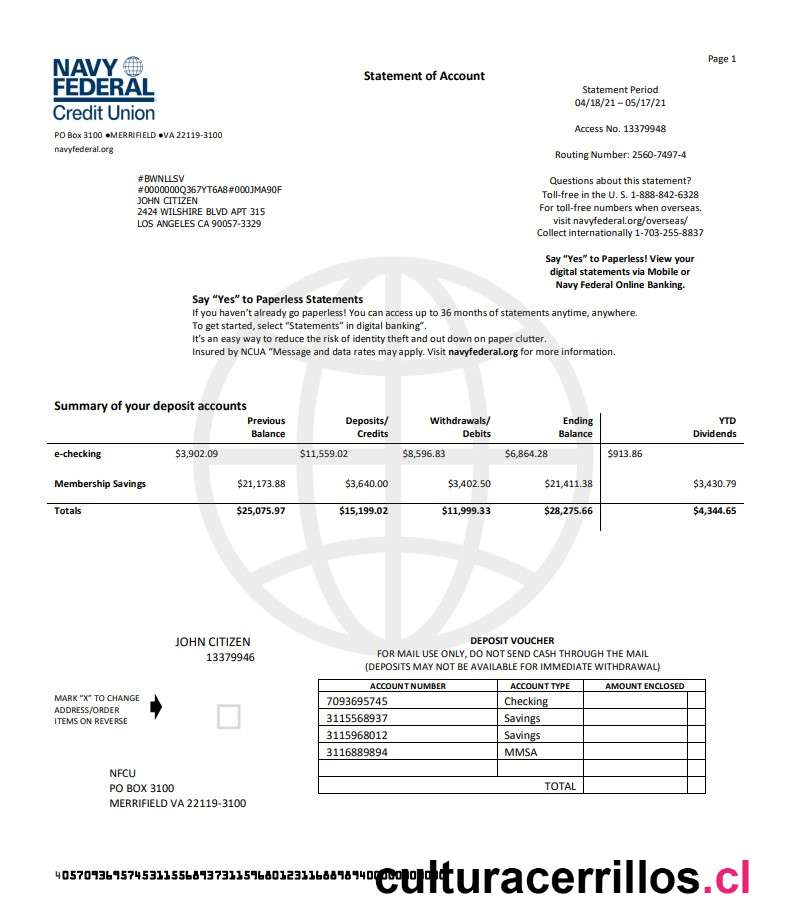 Page 1
NAVY
FEDERAL
Credit Union
Statement of Account
Statement Period
04/18/21 – 05/17/21
Access No. 13379948
Routing Number: 2560-7497-4
PO Box 3100 ●MERRIFIELD ●VA 22119-3100
navyfederal.org
Questions about this statement?
Toll-free in the U. S. 1-888-842-6328
For toll-free numbers when overseas.
visit navyfederal.org/overseas/
Collect internationally 1-703-255-8837
#BWNLLSV
#0000000Q367YT6A8#000JMA90F
JOHN CITIZEN
2424 WILSHIRE BLVD APT 315
LOS ANGELES CA 90057-3329
Say “Yes” to Paperless! View your
digital statements via Mobile or
Navy Federal Online Banking.
Say “Yes” to Paperless Statements
If you haven’t already go paperless! You can access up to 36 months of statements anytime, anywhere.
To get started, select “Statements” in digital banking”.
It’s an easy way to reduce the risk of identity theft and out down on paper clutter.
Insured by NCUA “Message and data rates may apply. Visit navyfederal.org for more information.
Summary of your deposit accounts
Previous Deposits/ Withdrawals/ Ending YTD
Balance Credits Debits Balance Dividends
e-checking $3,902.09 $11,559.02 $8,596.83 $6,864.28 $913.86
Membership Savings $21,173.88 $3,640.00 $3,402.50 $21,411.38 $3,430.79
Totals $25,075.97 $15,199.02 $11,999.33 $28,275.66 $4,344.65
JOHN CITIZEN
13379946
DEPOSIT VOUCHER
FOR MAIL USE ONLY, DO NOT SEND CASH THROUGH THE MAIL
(DEPOSITS MAY NOT BE AVAILABLE FOR IMMEDIATE WITHDRAWAL)
MARK “X” TO CHANGE
ADDRESS/ORDER
ITEMS ON REVERSE
ACCOUNT NUMBER ACCOUNT TYPE AMOUNT ENCLOSED
7093695745 Checking
3115568937 Savings
3115968012 Savings
3116889894 MMSA
TOTAL
NFCU
PO BOX 3100
MERRIFIELD VA 22119-3100
culturacerrillos.cl